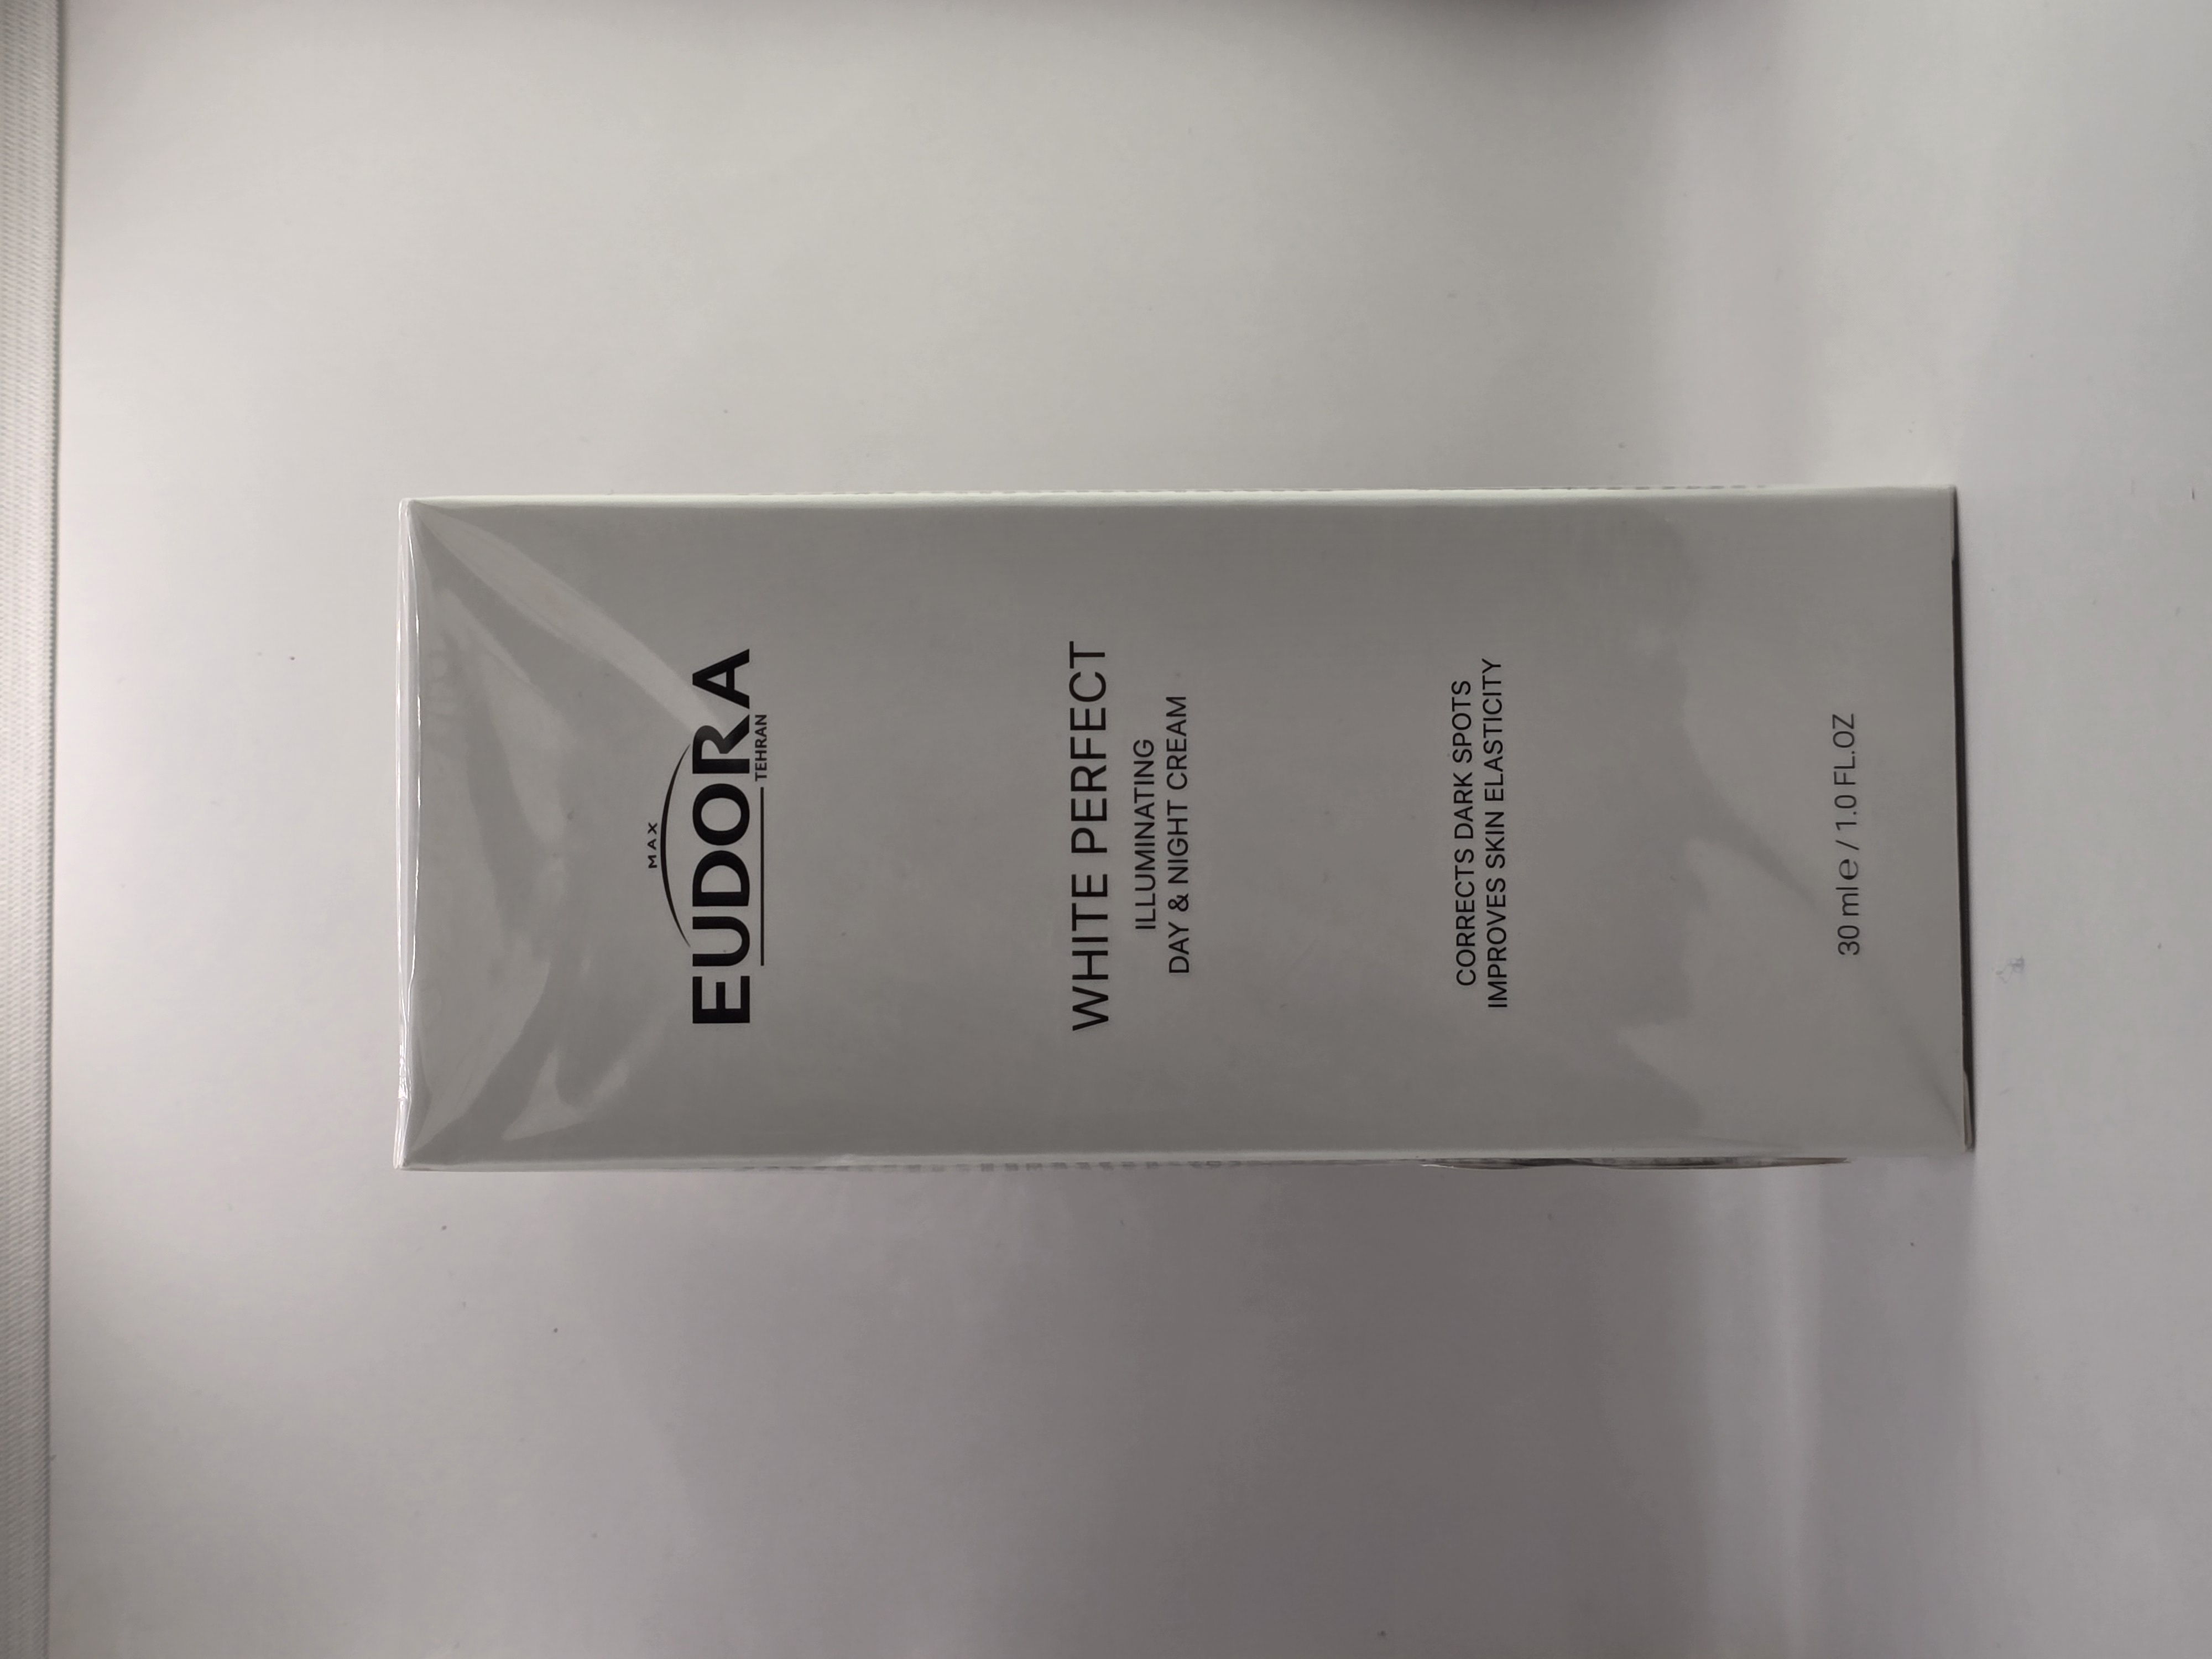 MAX
EUDORA
TEHRAN
WHITE PERFECT
ILLUMINATING
DAY & NIGHT CREAM
CORRECTS DARK SPOTS
IMPROVES SKIN ELASTICITY
30 ml℮ / 1.0 FL.OZ